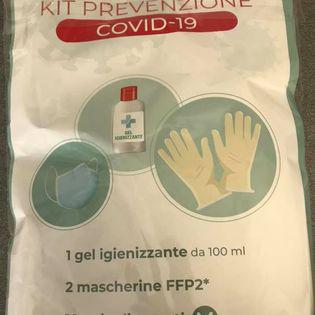 KIT PREVENZIONE
COVID-19
GEL
IGIENIZZANTE
1 gel igienizzante da 100 ml
2 mascherine FFP2*